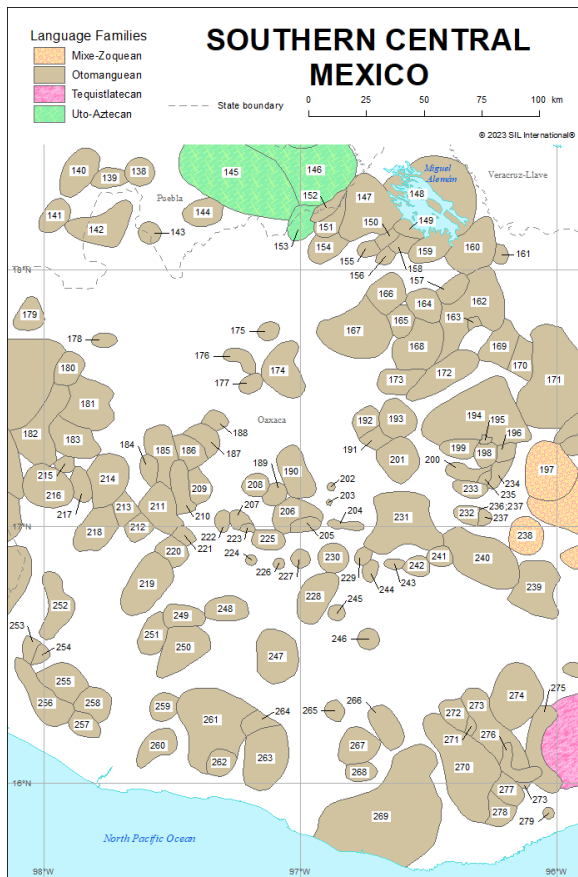 SOUTHERN CENTRAL
MEXICO
Language Families
Mixe-Zoquean
Otomanguean
Tequistlatecan
Uto-Aztecan
State boundary
0 25 50 75 100 km
© 2023 SIL International®
140 139 138 145 146 Miguel
Alemán Veracruz-Llave
141 142 Puebla 144 152 147 148
143 153 151 150 149
154 155 156 158 159 160 161
18°N 18°N
157
179 166 164 162
178 175 167 165 163
176 174 168 169 170
180 177 173 172 171
181
188 Oaxaca 192 193 194 195
182 183 184 185 186 187 191 196
215 189 190 201 199 198 197
214 200
216 209 208 202 234
217 210 207 203 233 235
213 211 206 204 231 232 236;237
17°N 218 212 222 223 205 237 17°N
221 225 238
220 224 230 241 240
226 227 229 243 242
219 228 244 239
252 248 245
249
253 251 250 246
254 247
255 275
256 258 259 264 265 266 272 273 274
257 261 271 276
260 267
262 263 268 270
16°N 277 273 16°N
278
269 279
North Pacific Ocean
98°W 97°W 96°W